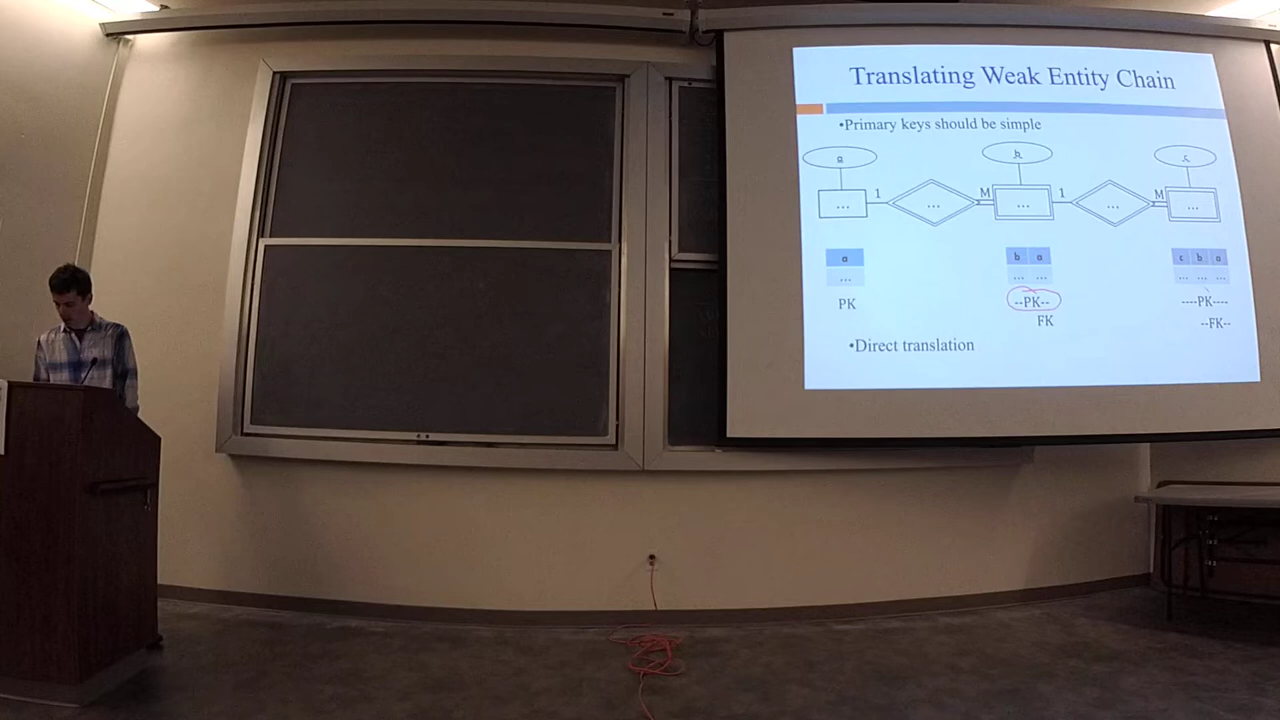 Translating Weak Entity Chain
•Primary keys should be simple
a b c
1 M 1 M
... ... ... ... ...
a b a c b a
... ... ... ... ... ...
PK --PK-- ----PK----
FK --FK--
•Direct translation